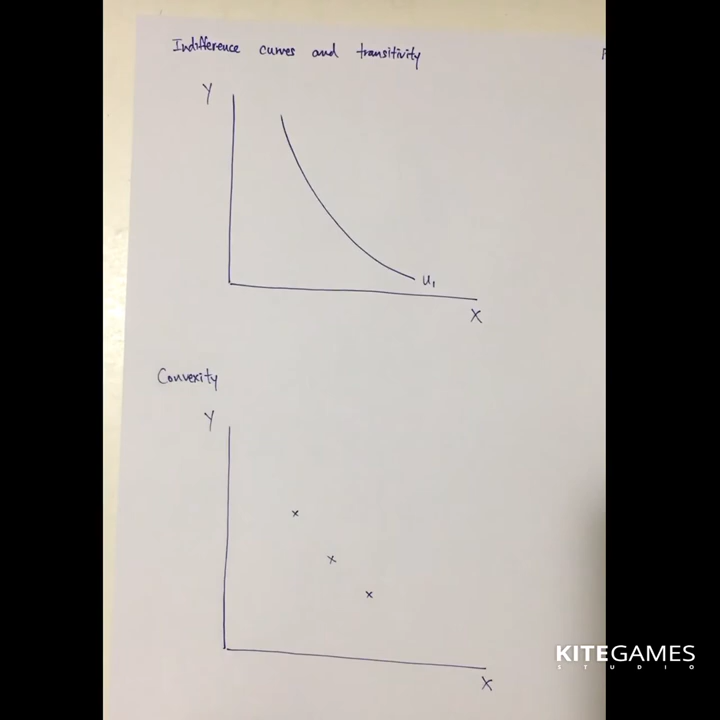 Indifference curves and transitivity
Y
U1
X
Convexity
Y
x
x
x
X
KITEGAMES
STUDIO